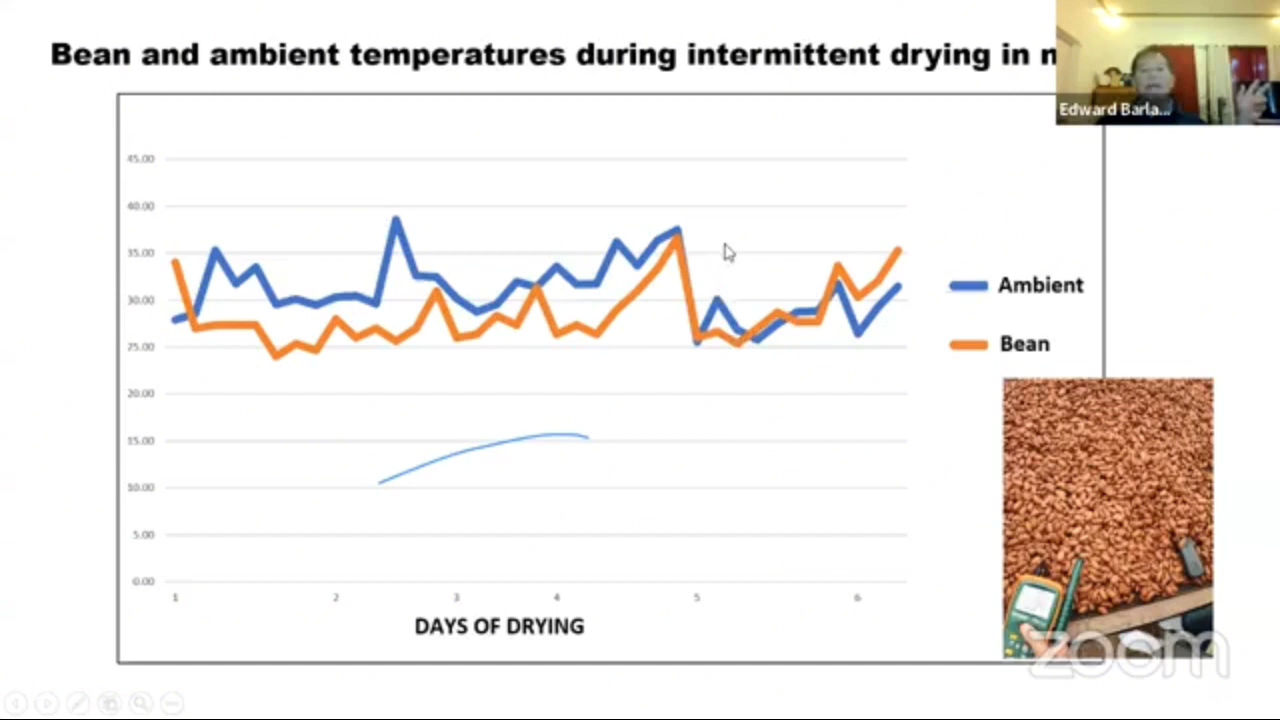 Bean and ambient temperatures during intermittent drying in
Edward Barla...
45.00
40.00
35.00
30.00
25.00
20.00
15.00
10.00
5.00
0.00
1 2 3 4 5 6
DAYS OF DRYING
Ambient
Bean
zoom